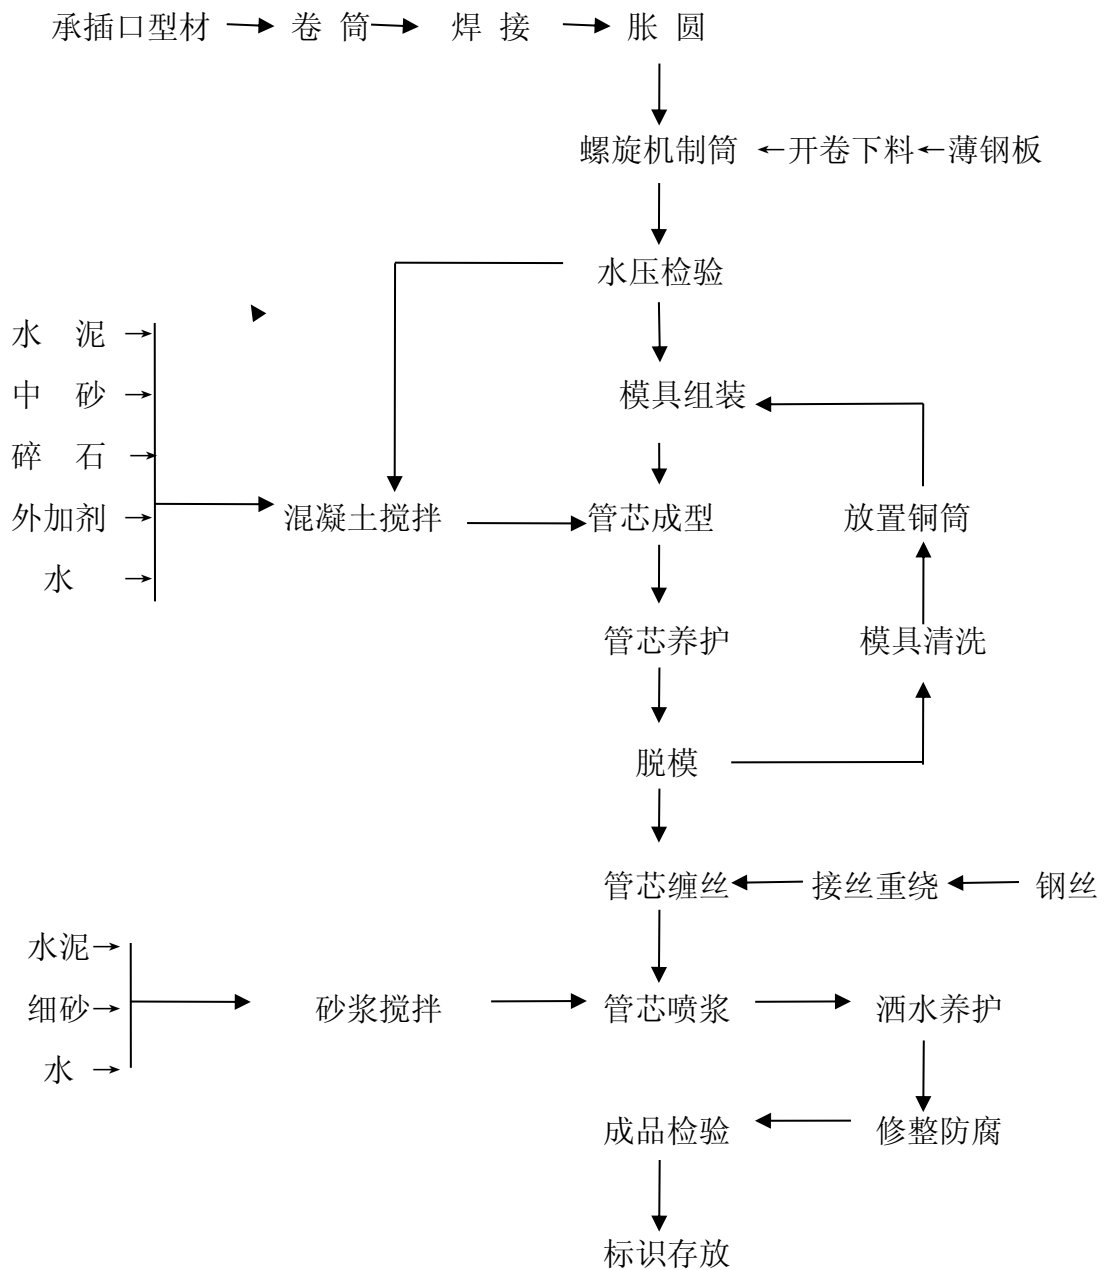 承插口型材 → 卷 筒 → 焊 接 → 胀 圆
螺旋机制筒 ←开卷下料←薄钢板
水压检验
水 泥→
模具组装
中 砂→
碎 石→
外加剂→ 混凝土搅拌 管芯成型 放置铜筒
水 →
管芯养护 模具清洗
脱模
管芯缠丝 接丝重绕 钢丝
水泥→
细砂→ 砂浆搅拌 管芯喷浆 洒水养护
水 →
成品检验 修整防腐
标识存放